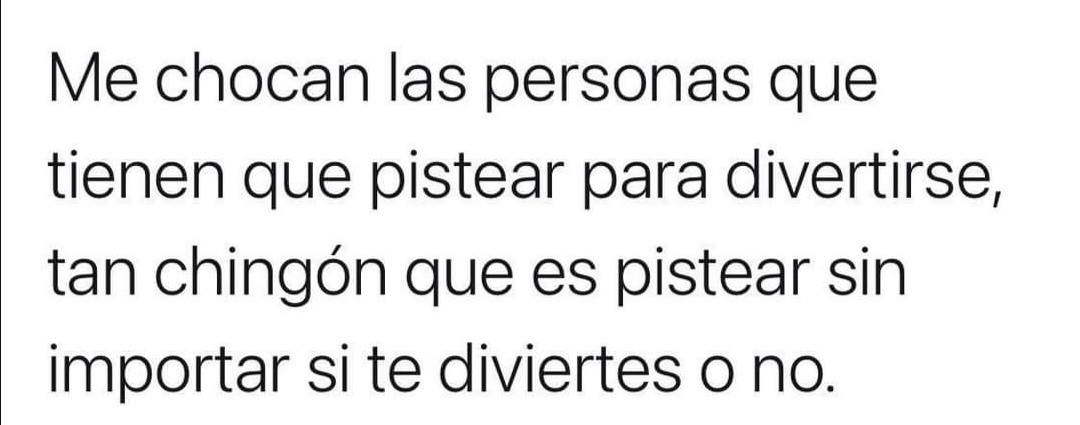 Me chocan las personas que
tienen que pistear para divertirse,
tan chingón que es pistear sin
importar si te diviertes o no.